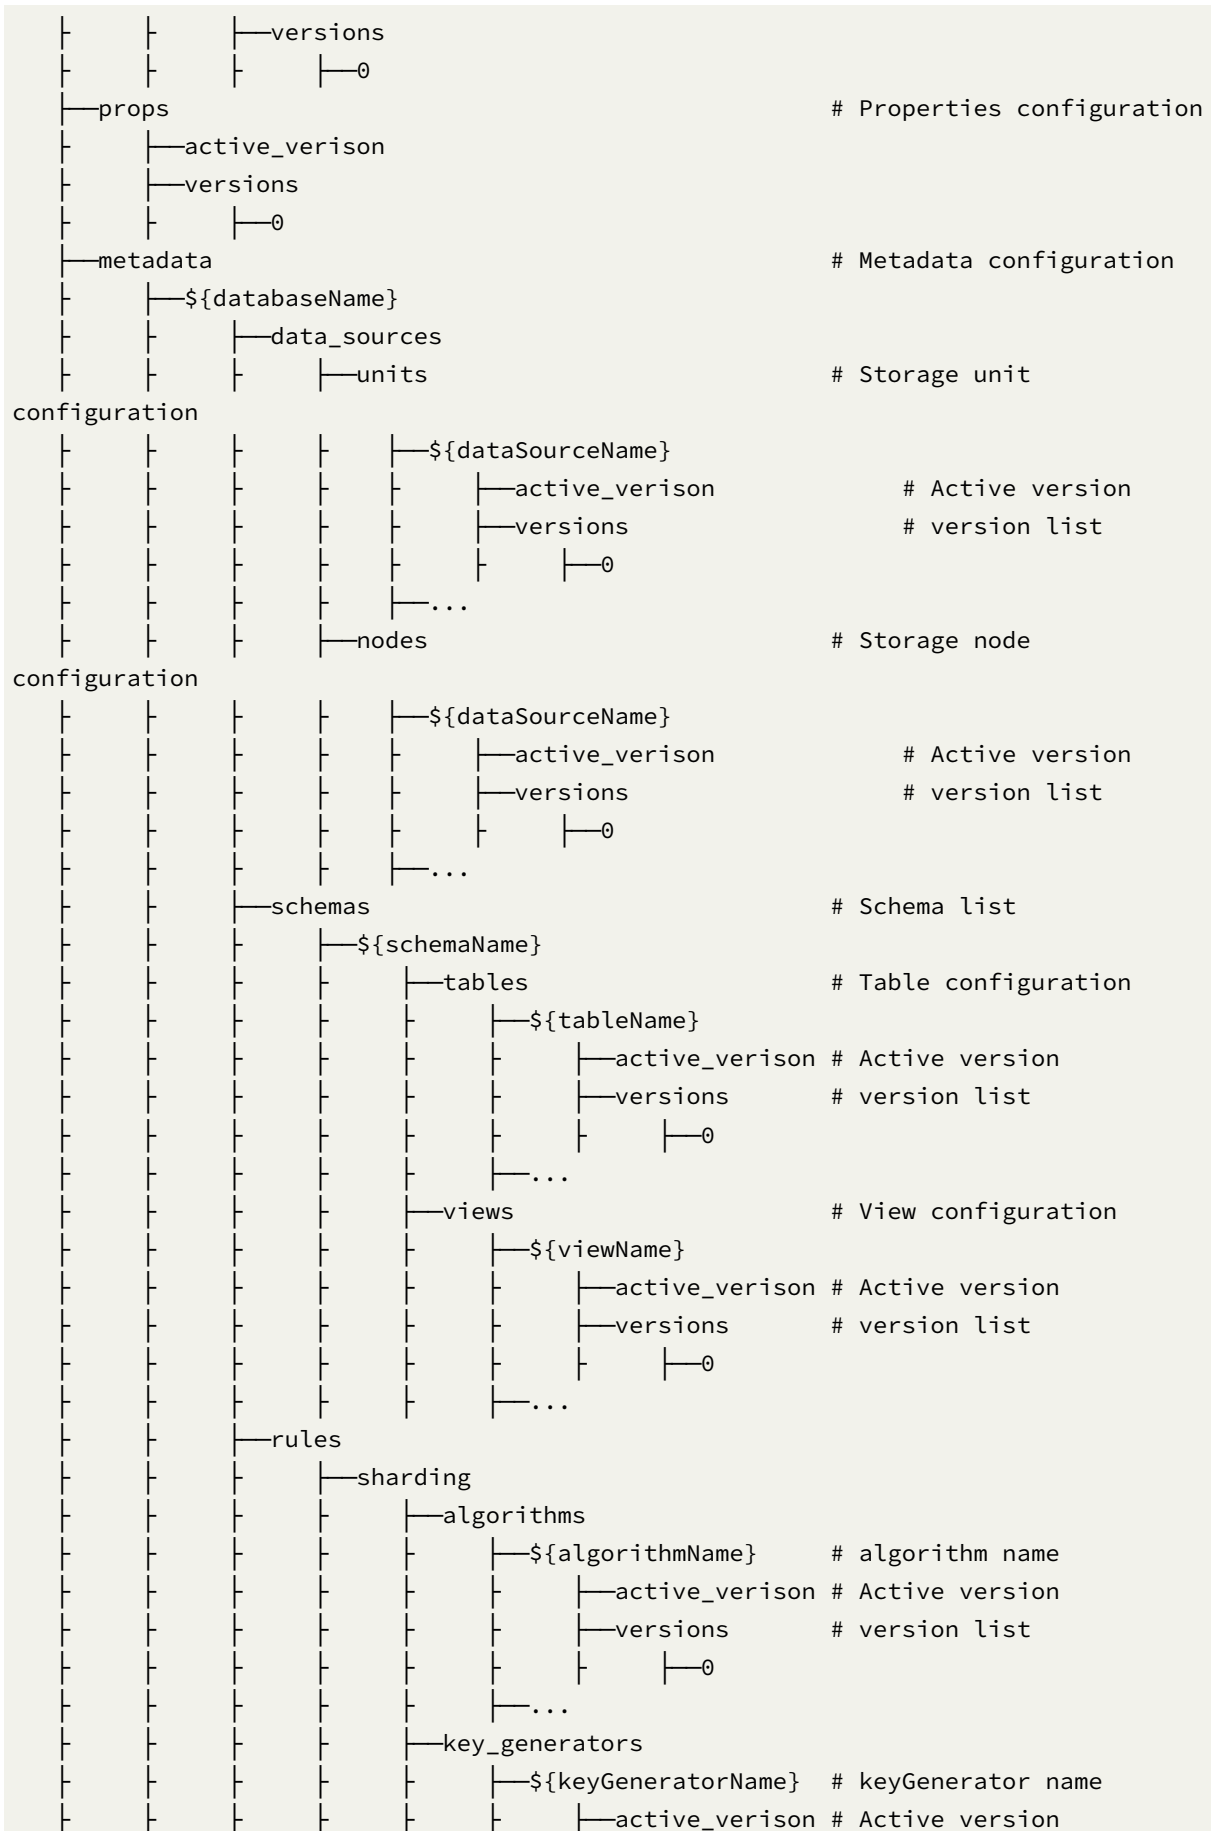 ├ ├ ├──versions
├ ├ ├ ├──0
├──props # Properties configuration
├ ├──active_verison
├ ├──versions
├ ├ ├──0
├──metadata # Metadata configuration
├ ├──${databaseName}
├ ├ ├──data_sources
├ ├ ├ ├──units # Storage unit
configuration
├ ├ ├ ├ ├──${dataSourceName}
├ ├ ├ ├ ├ ├──active_verison # Active version
├ ├ ├ ├ ├ ├──versions # version list
├ ├ ├ ├ ├ ├ ├──0
├ ├ ├ ├ ├──...
├ ├ ├ ├──nodes # Storage node
configuration
├ ├ ├ ├ ├──${dataSourceName}
├ ├ ├ ├ ├ ├──active_verison # Active version
├ ├ ├ ├ ├ ├──versions # version list
├ ├ ├ ├ ├ ├ ├──0
├ ├ ├ ├ ├──...
├ ├ ├──schemas # Schema list
├ ├ ├ ├──${schemaName}
├ ├ ├ ├ ├──tables # Table configuration
├ ├ ├ ├ ├ ├──${tableName}
├ ├ ├ ├ ├ ├ ├──active_verison # Active version
├ ├ ├ ├ ├ ├ ├──versions # version list
├ ├ ├ ├ ├ ├ ├ ├──0
├ ├ ├ ├ ├ ├──...
├ ├ ├ ├ ├──views # View configuration
├ ├ ├ ├ ├ ├──${viewName}
├ ├ ├ ├ ├ ├ ├──active_verison # Active version
├ ├ ├ ├ ├ ├ ├──versions # version list
├ ├ ├ ├ ├ ├ ├ ├──0
├ ├ ├ ├ ├ ├──...
├ ├ ├──rules
├ ├ ├ ├──sharding
├ ├ ├ ├ ├──algorithms
├ ├ ├ ├ ├ ├──${algorithmName} # algorithm name
├ ├ ├ ├ ├ ├ ├──active_verison # Active version
├ ├ ├ ├ ├ ├ ├──versions # version list
├ ├ ├ ├ ├ ├ ├ ├──0
├ ├ ├ ├ ├ ├──...
├ ├ ├ ├ ├──key_generators
├ ├ ├ ├ ├ ├──${keyGeneratorName} # keyGenerator name
├ ├ ├ ├ ├ ├ ├──active_verison # Active version